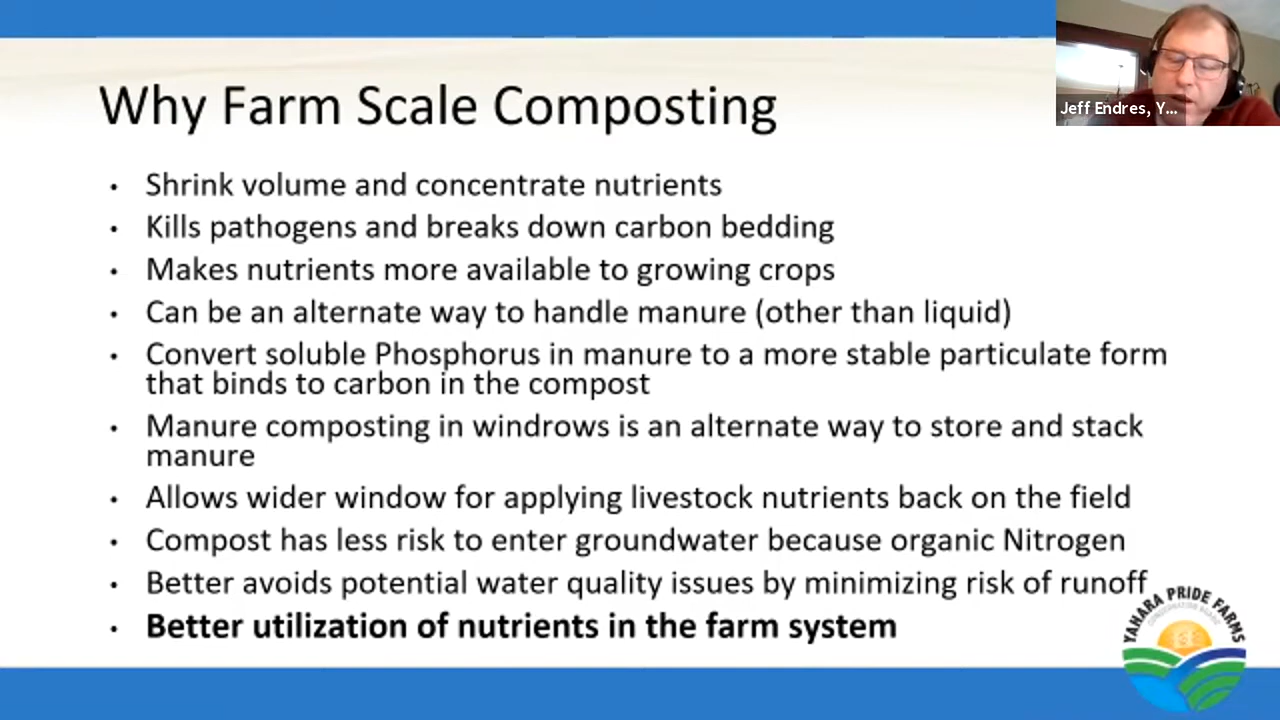 Why Farm Scale Composting
Jeff Endres, Y...
• Shrink volume and concentrate nutrients
• Kills pathogens and breaks down carbon bedding
• Makes nutrients more available to growing crops
• Can be an alternate way to handle manure (other than liquid)
• Convert soluble Phosphorus in manure to a more stable particulate form
that binds to carbon in the compost
• Manure composting in windrows is an alternate way to store and stack
manure
• Allows wider window for applying livestock nutrients back on the field
• Compost has less risk to enter groundwater because organic Nitrogen
• Better avoids potential water quality issues by minimizing risk of runoff
• Better utilization of nutrients in the farm system
YAHARA PRIDE FARMS